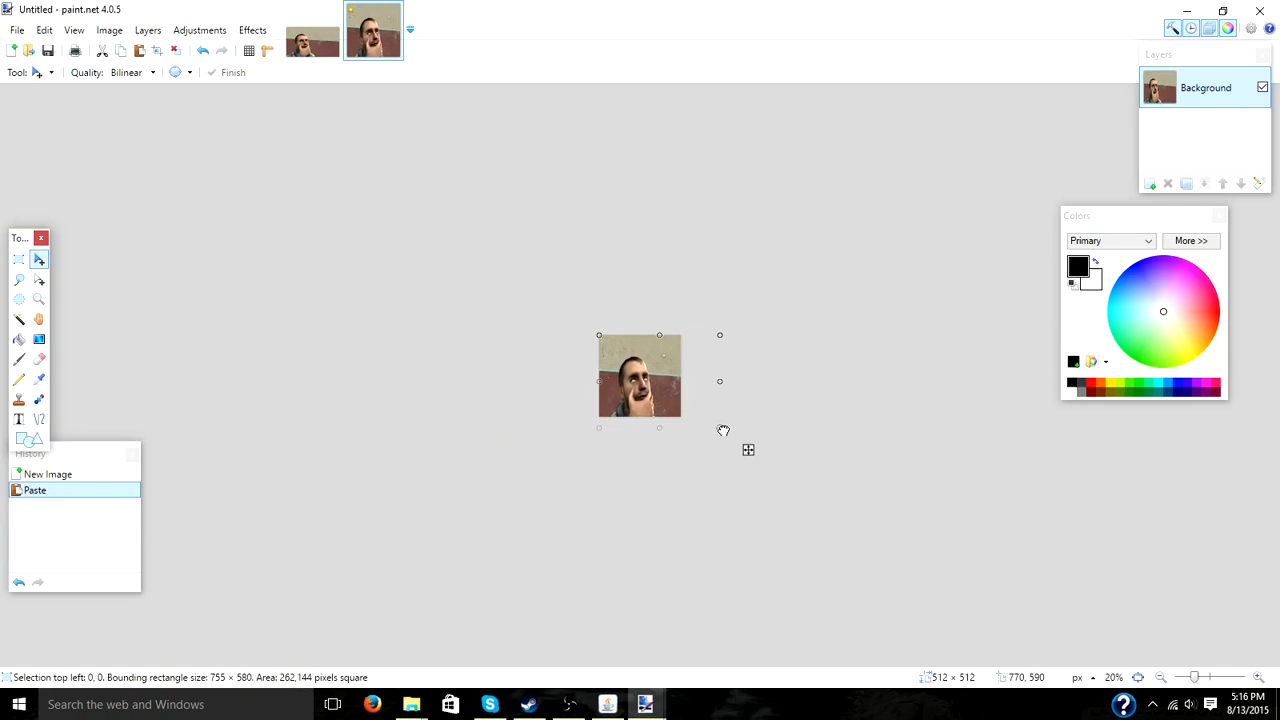 Untitled - paint.net 4.0.5
File Edit View Image Layers Adjustments Effects
Tool: Quality: Bilinear Finish
Layers
Background
To...
Colors
Primary More >>
History
New Image
Paste
Selection top left: 0, 0. Bounding rectangle size: 755 × 580. Area: 262,144 pixels square 512 × 512 770, 590 px 20%
Search the web and Windows
5:16 PM
8/13/2015